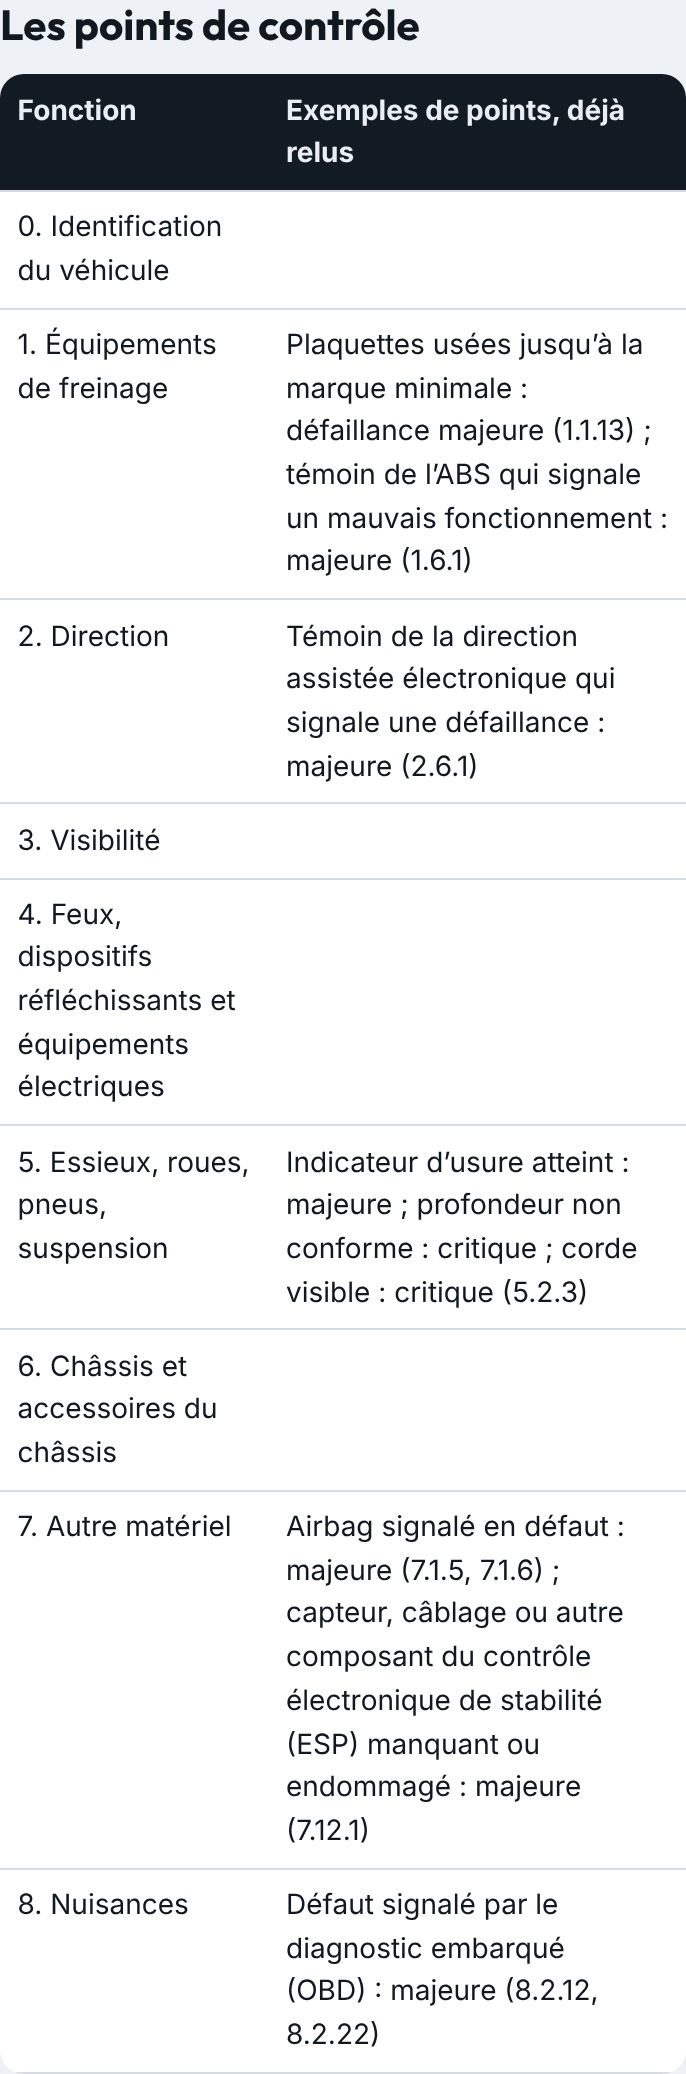 Les points de contrôle
Fonction
Exemples de points, déjà
relus
0. Identification
du véhicule
1. Équipements
de freinage
Plaquettes usées jusqu’à la
marque minimale :
défaillance majeure (1.1.13) ;
témoin de l’ABS qui signale
un mauvais fonctionnement :
majeure (1.6.1)
2. Direction
Témoin de la direction
assistée électronique qui
signale une défaillance :
majeure (2.6.1)
3. Visibilité
4. Feux,
dispositifs
réfléchissants et
équipements
électriques
5. Essieux, roues,
pneus,
suspension
Indicateur d’usure atteint :
majeure ; profondeur non
conforme : critique ; corde
visible : critique (5.2.3)
6. Châssis et
accessoires du
châssis
7. Autre matériel
Airbag signalé en défaut :
majeure (7.1.5, 7.1.6) ;
capteur, câblage ou autre
composant du contrôle
électronique de stabilité
(ESP) manquant ou
endommagé : majeure
(7.12.1)
8. Nuisances
Défaut signalé par le
diagnostic embarqué
(OBD) : majeure (8.2.12,
8.2.22)